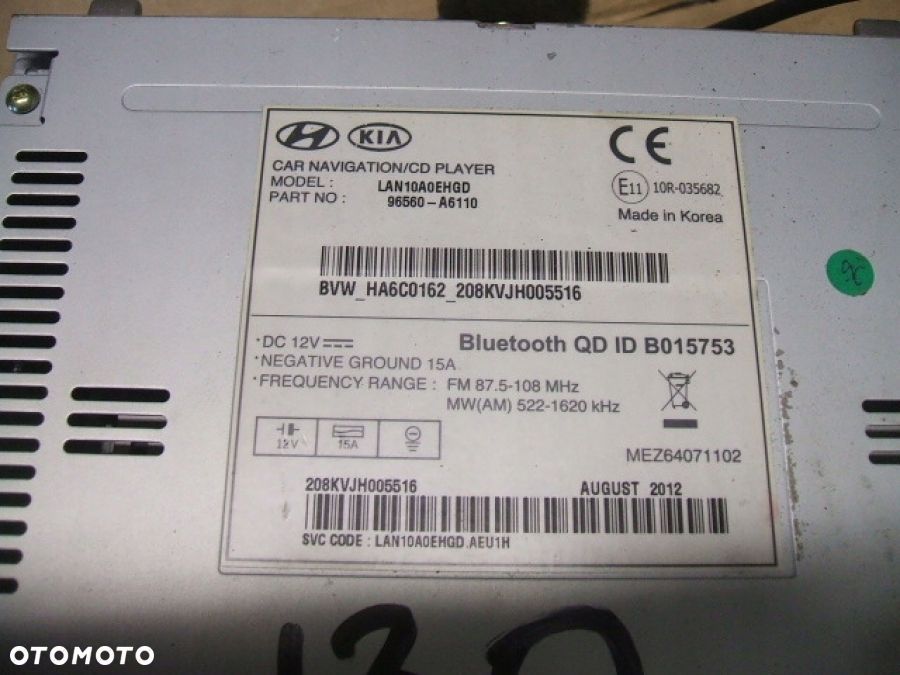 KIA
CE
CAR NAVIGATION/CD PLAYER
MODEL : LAN10A0EHGD
PART NO : 96560-A6110
E11 10R-035682
Made in Korea
BVW_HA6C0162_208KVJH005516
·DC 12V
·NEGATIVE GROUND 15A
·FREQUENCY RANGE : FM 87.5-108 MHz
MW(AM) 522-1620 kHz
Bluetooth QD ID B015753
12V 15A
MEZ64071102
208KVJH005516 AUGUST 2012
SVC CODE : LAN10A0EHGD.AEU1H
OTOMOTO